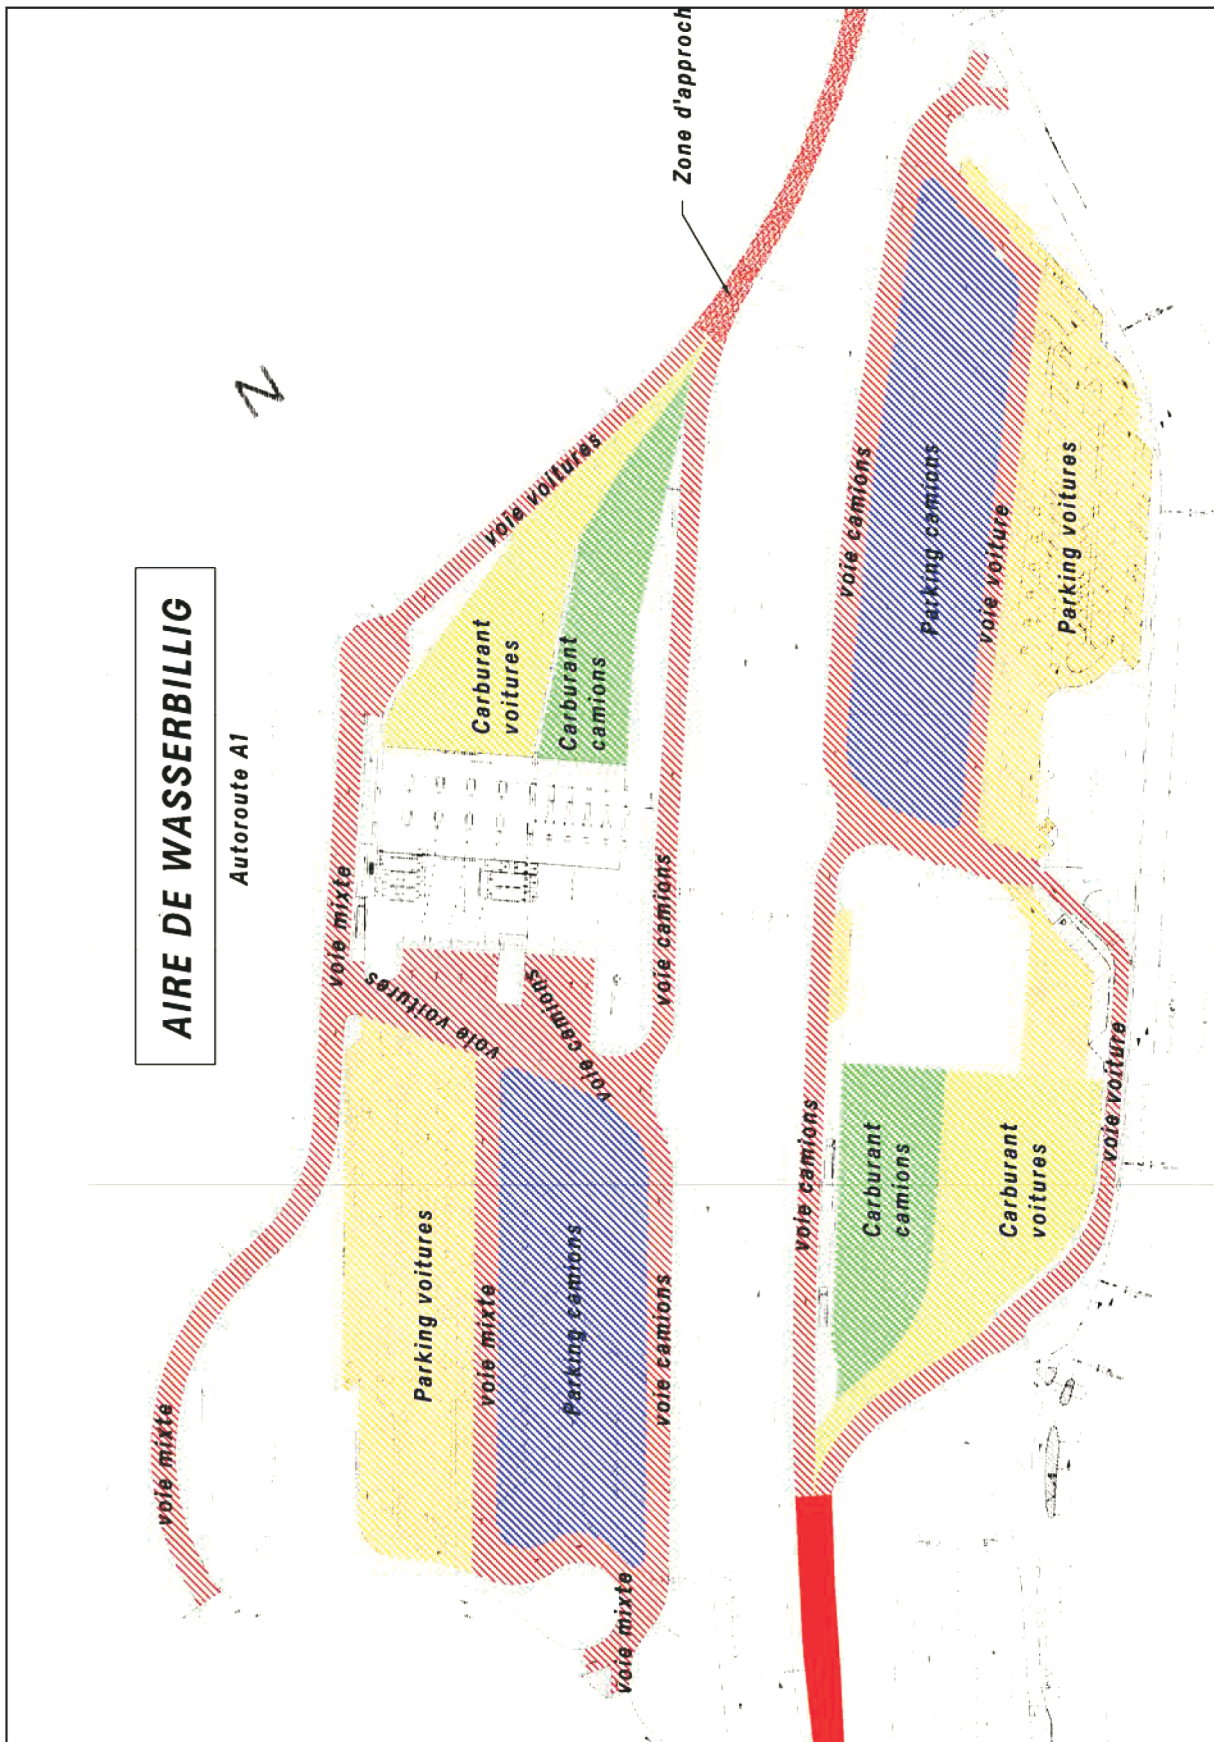 AIRE DE WASSERBILLIG
Autoroute A1
N
voie mixte
voie mixte
voie voitures
Parking voitures
voie mixte
Parking camions
voie camions
voie mixte
voie camions
voie camions
Carburant
voitures
Carburant
camions
voie voitures
Zone d'approch
voie camions
Carburant
camions
Carburant
voitures
voie voiture
voie camions
Parking camions
voie voiture
Parking voitures